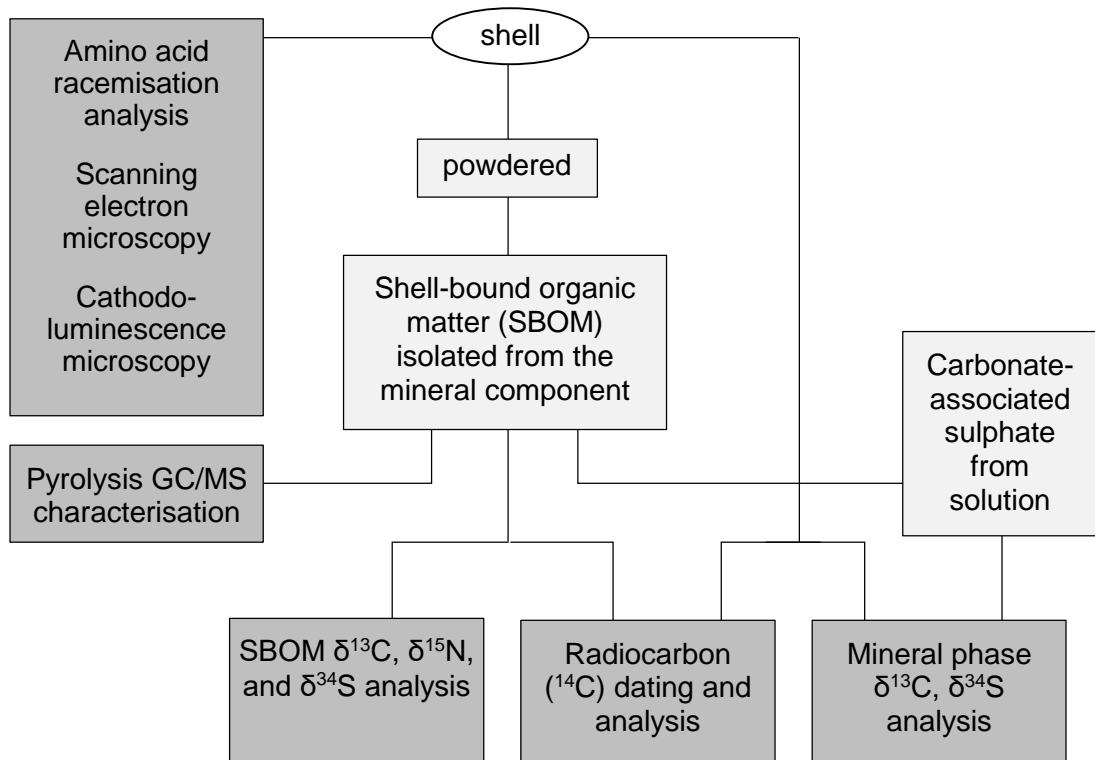 shell
Amino acid
racemisation
analysis
Scanning
electron
microscopy
Cathodo-
luminescence
microscopy
powdered
Shell-bound organic
matter (SBOM)
isolated from the
mineral component
Carbonate-
associated
sulphate
from
solution
Pyrolysis GC/MS
characterisation
SBOM δ¹³C, δ¹⁵N,
and δ³⁴S analysis
Radiocarbon
(¹⁴C) dating and
analysis
Mineral phase
δ¹³C, δ³⁴S
analysis